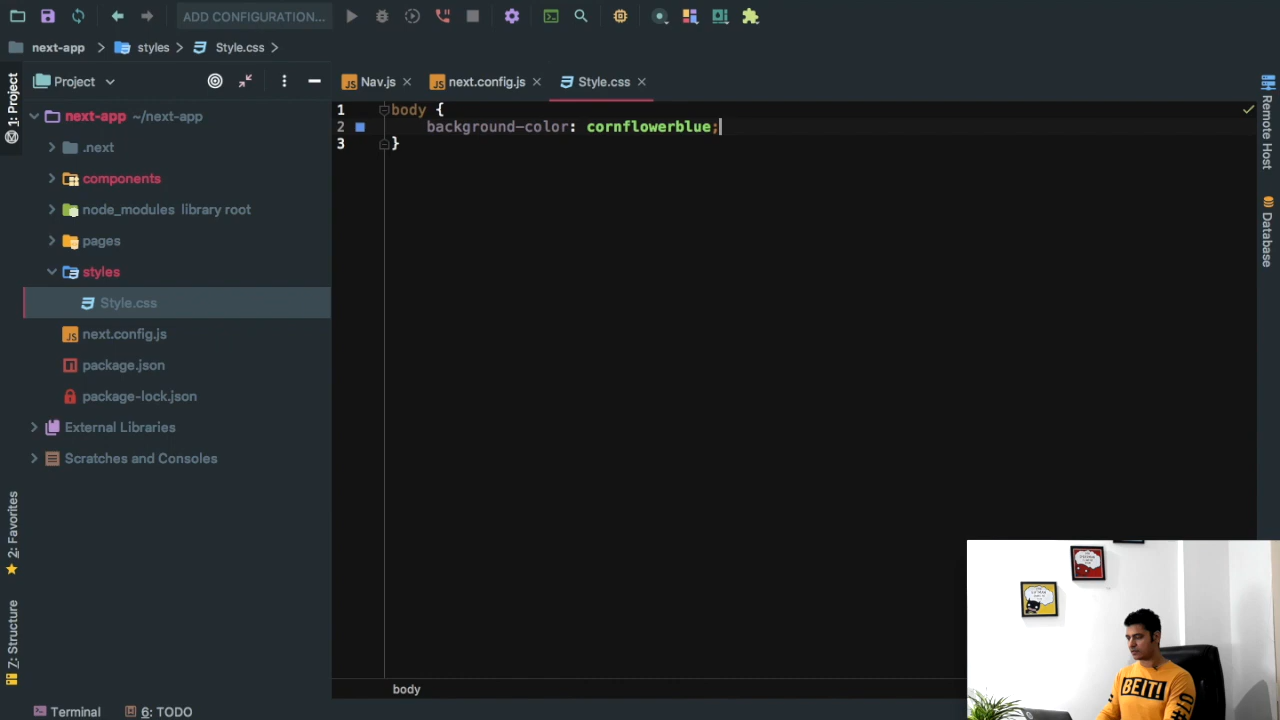 ADD CONFIGURATION...
next-app
styles
Style.css
1: Project
Project
Nav.js
next.config.js
Style.css
next-app ~/next-app
.next
components
node_modules library root
pages
styles
Style.css
next.config.js
package.json
package-lock.json
External Libraries
Scratches and Consoles
1 body {
2 background-color: cornflowerblue;
3 }
Remote Host
Database
2: Favorites
7: Structure
body
Terminal
6: TODO
BEIT!